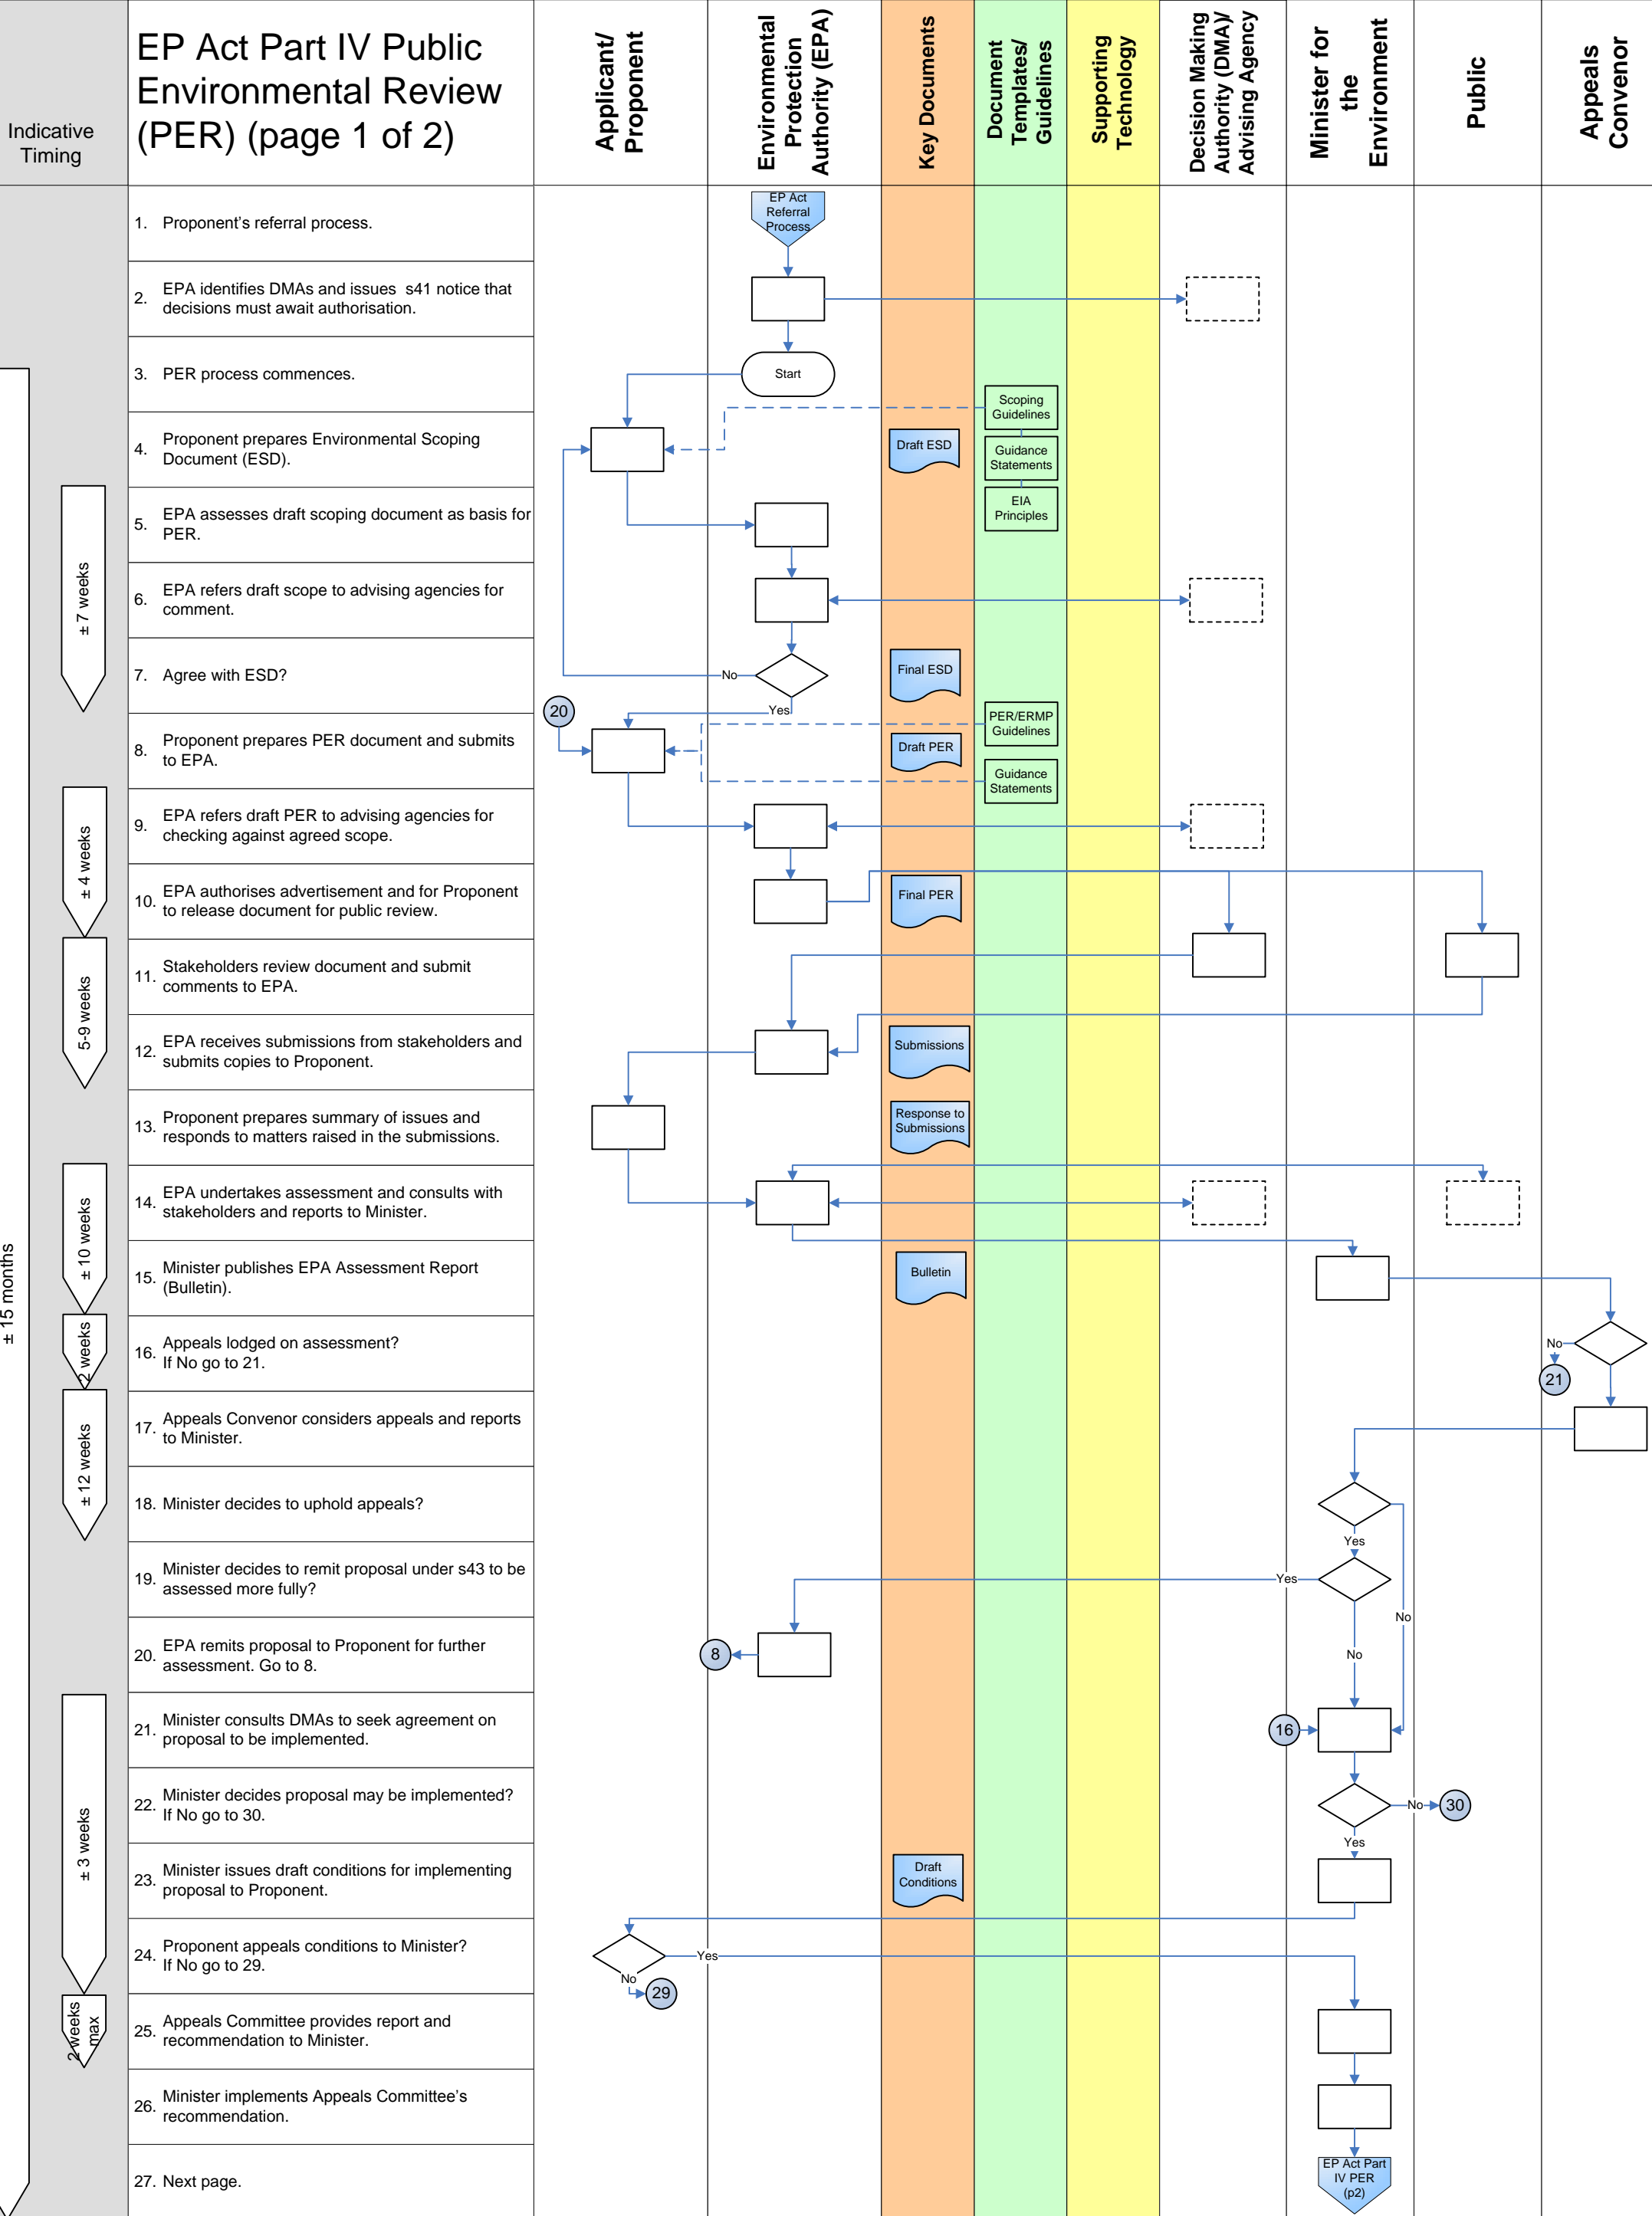 Indicative
Timing
EP Act Part IV Public
Environmental Review
(PER) (page 1 of 2)
Applicant/
Proponent
Environmental
Protection
Authority (EPA)
Key Documents
Document
Templates/
Guidelines
Supporting
Technology
Decision Making
Authority (DMA)/
Advising Agency
Minister for
the
Environment
Public
Appeals
Convenor
1. Proponent's referral process.
EP Act
Referral
Process
2. EPA identifies DMAs and issues s41 notice that
decisions must await authorisation.
3. PER process commences.
Start
Scoping
Guidelines
4. Proponent prepares Environmental Scoping
Document (ESD).
Draft ESD
Guidance
Statements
5. EPA assesses draft scoping document as basis for
PER.
EIA
Principles
± 7 weeks
6. EPA refers draft scope to advising agencies for
comment.
7. Agree with ESD?
No
Final ESD
Yes
20
PER/ERMP
Guidelines
8. Proponent prepares PER document and submits
to EPA.
Draft PER
Guidance
Statements
± 4 weeks
9. EPA refers draft PER to advising agencies for
checking against agreed scope.
10. EPA authorises advertisement and for Proponent
to release document for public review.
Final PER
5-9 weeks
11. Stakeholders review document and submit
comments to EPA.
12. EPA receives submissions from stakeholders and
submits copies to Proponent.
Submissions
13. Proponent prepares summary of issues and
responds to matters raised in the submissions.
Response to
Submissions
± 10 weeks
14. EPA undertakes assessment and consults with
stakeholders and reports to Minister.
± 15 months
15. Minister publishes EPA Assessment Report
(Bulletin).
Bulletin
2 weeks
16. Appeals lodged on assessment?
If No go to 21.
No
21
± 12 weeks
17. Appeals Convenor considers appeals and reports
to Minister.
18. Minister decides to uphold appeals?
Yes
19. Minister decides to remit proposal under s43 to be
assessed more fully?
Yes
No
20. EPA remits proposal to Proponent for further
assessment. Go to 8.
8
No
21. Minister consults DMAs to seek agreement on
proposal to be implemented.
16
± 3 weeks
22. Minister decides proposal may be implemented?
If No go to 30.
No
30
Yes
23. Minister issues draft conditions for implementing
proposal to Proponent.
Draft
Conditions
24. Proponent appeals conditions to Minister?
If No go to 29.
Yes
No
29
2 weeks
max
25. Appeals Committee provides report and
recommendation to Minister.
26. Minister implements Appeals Committee's
recommendation.
27. Next page.
EP Act Part
IV PER
(p2)